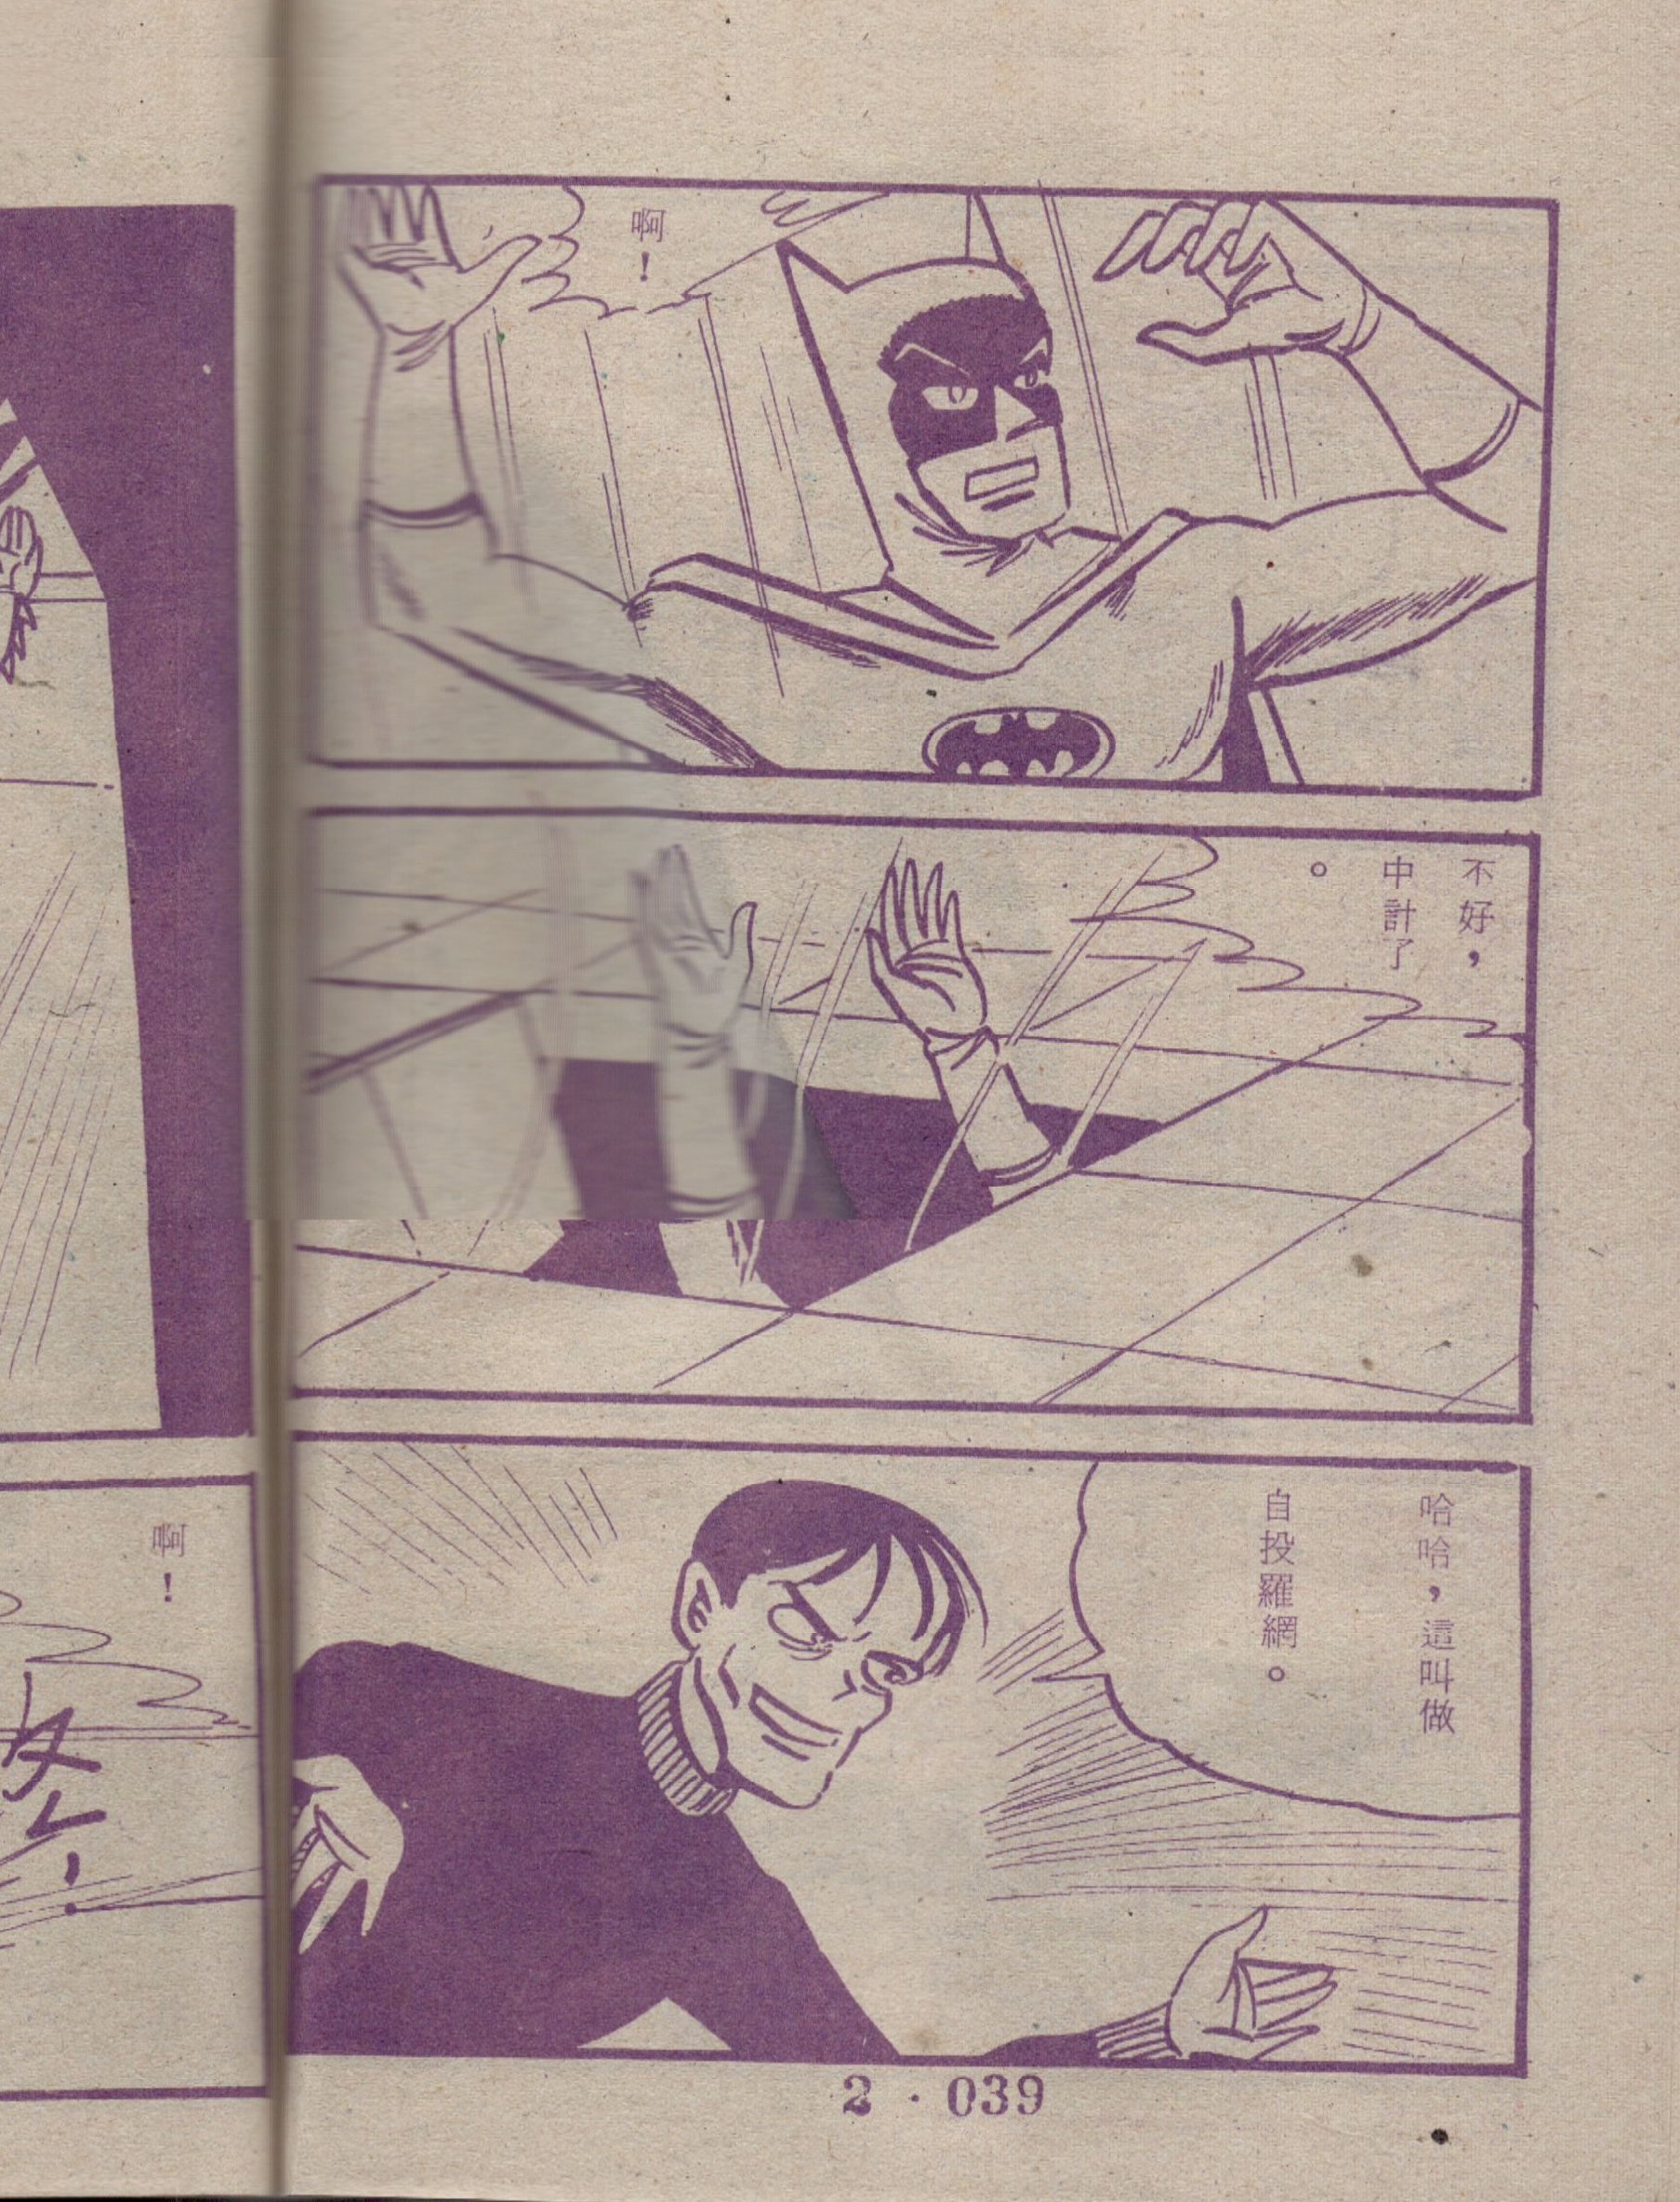 啊！
不好，
中計了
。
哈哈，這叫做
自投羅網。
2．039
啊！